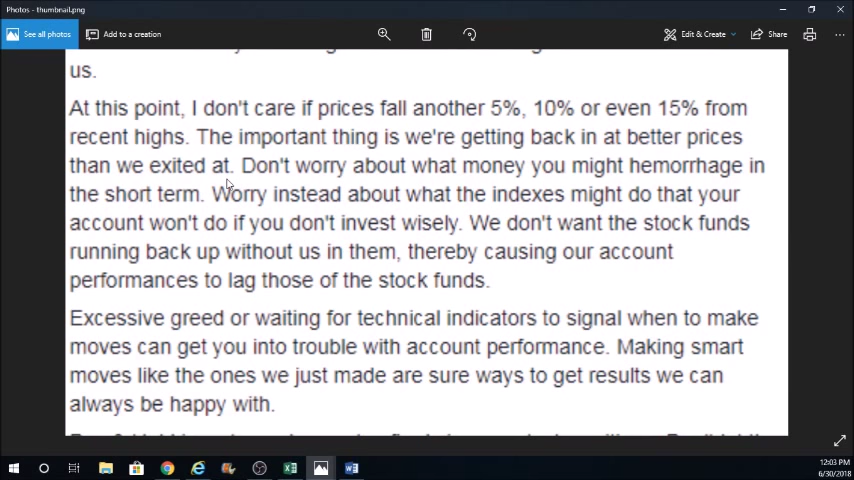 Photos - thumbnail.png
See all photos
Add to a creation
Edit & Create
Share
us.
At this point, I don't care if prices fall another 5%, 10% or even 15% from
recent highs. The important thing is we're getting back in at better prices
than we exited at. Don't worry about what money you might hemorrhage in
the short term. Worry instead about what the indexes might do that your
account won't do if you don't invest wisely. We don't want the stock funds
running back up without us in them, thereby causing our account
performances to lag those of the stock funds.
Excessive greed or waiting for technical indicators to signal when to make
moves can get you into trouble with account performance. Making smart
moves like the ones we just made are sure ways to get results we can
always be happy with.
12:03 PM
6/30/2018